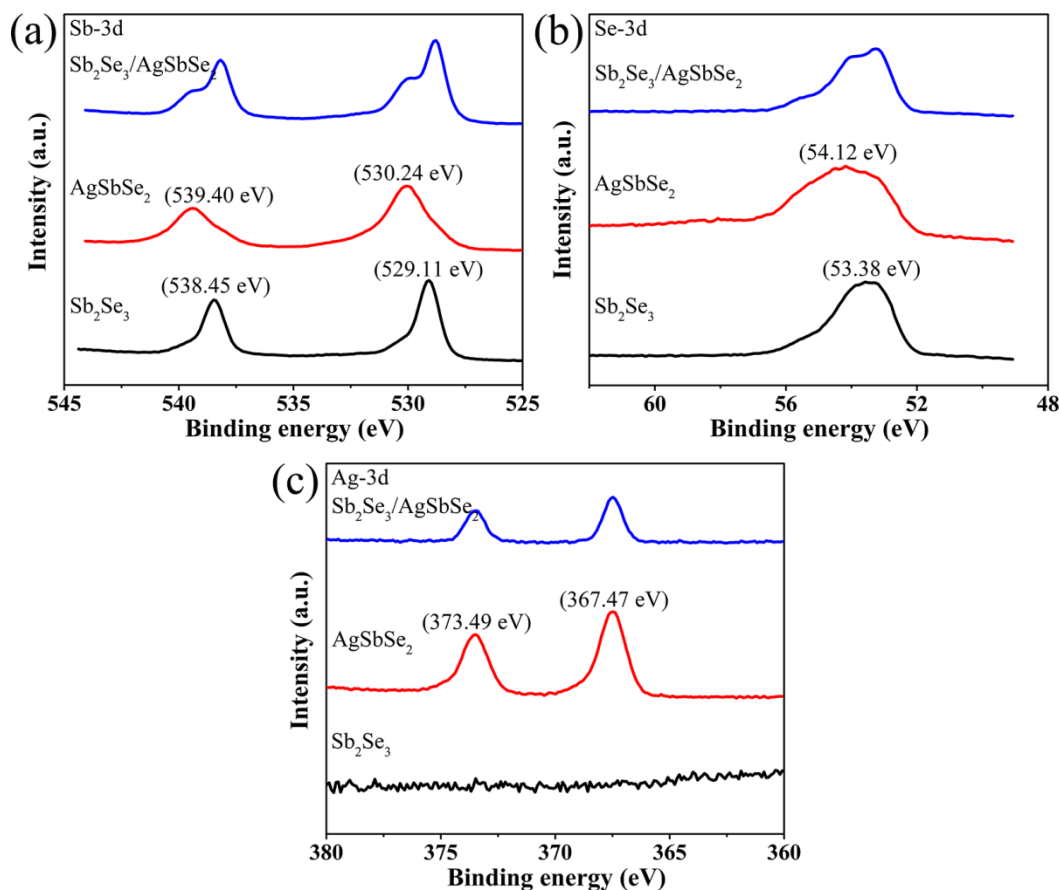 (a)
Sb-3d
Sb₂Se₃/AgSbSe₂
AgSbSe₂
(539.40 eV)
(530.24 eV)
Sb₂Se₃
(538.45 eV)
(529.11 eV)
Intensity (a.u.)
545 540 535 530 525
Binding energy (eV)
(b)
Se-3d
Sb₂Se₃/AgSbSe₂
(54.12 eV)
AgSbSe₂
(53.38 eV)
Sb₂Se₃
Intensity (a.u.)
60 56 52 48
Binding energy (eV)
(c)
Ag-3d
Sb₂Se₃/AgSbSe₂
(373.49 eV)
(367.47 eV)
AgSbSe₂
Sb₂Se₃
Intensity (a.u.)
380 375 370 365 360
Binding energy (eV)